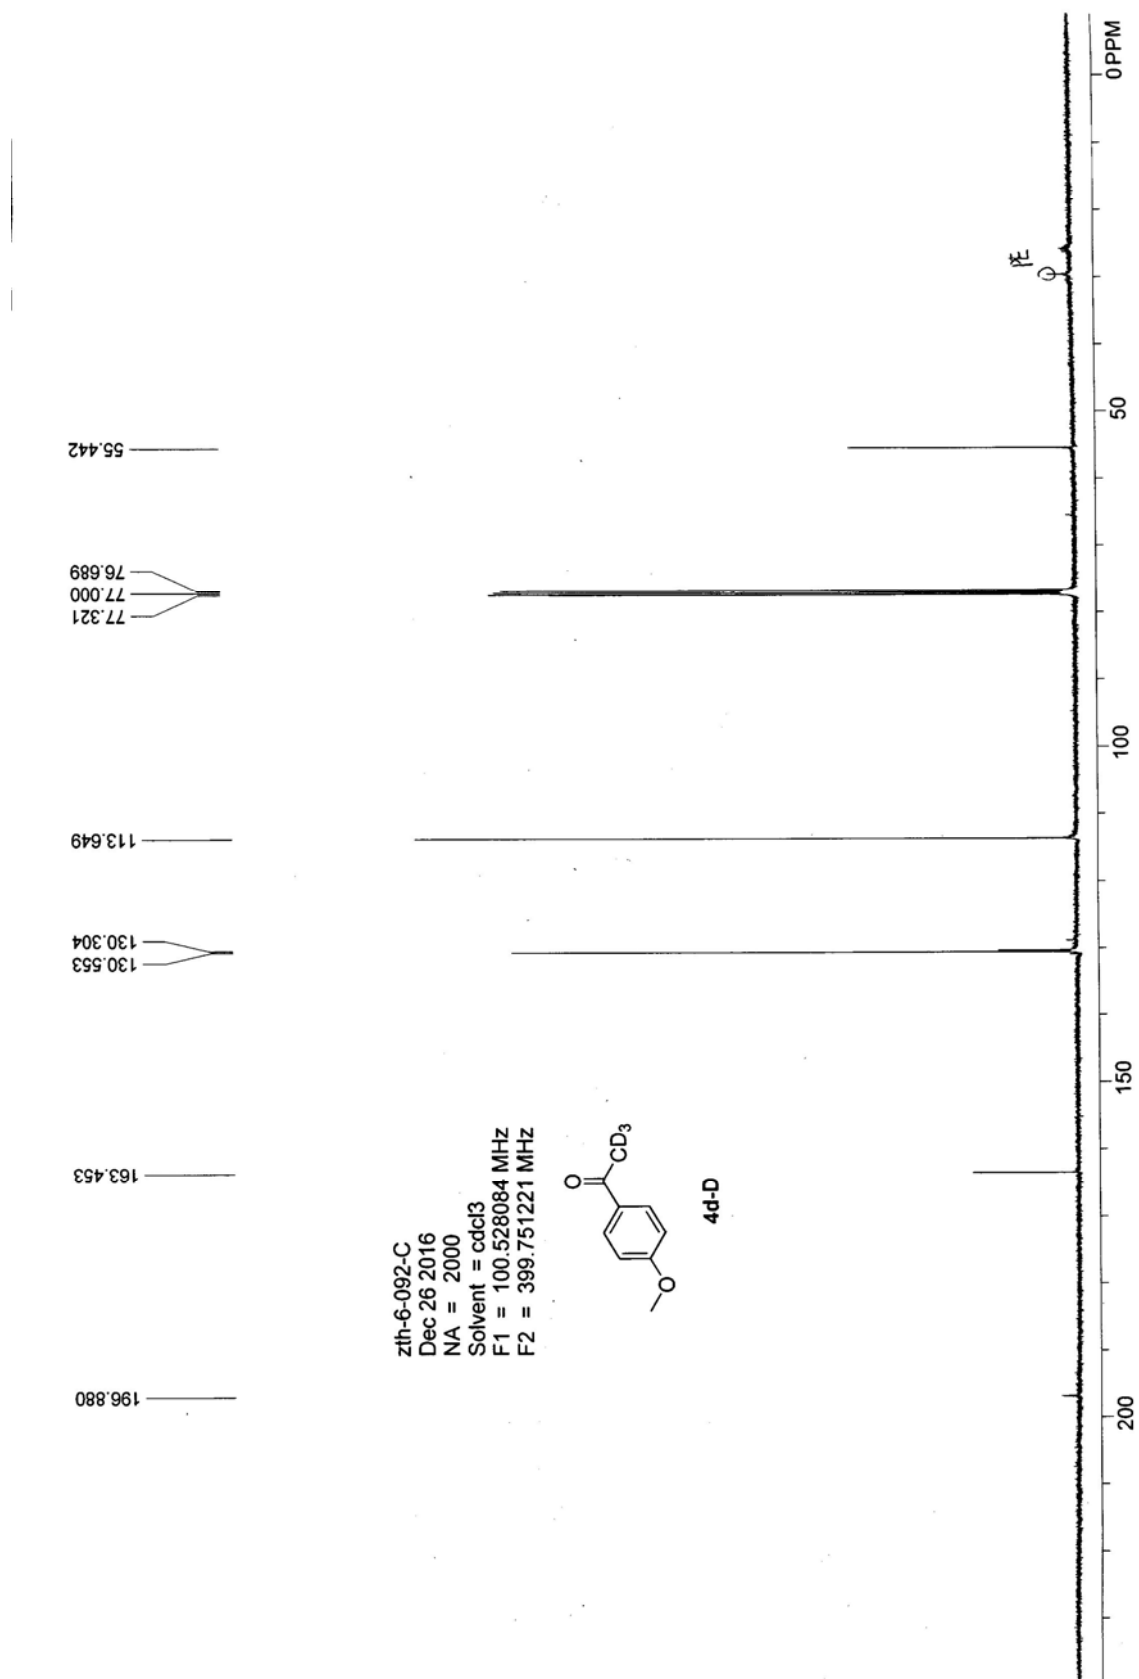 196.880
163.453
130.553
130.304
113.649
77.321
77.000
76.689
55.442
zth-6-092-C
Dec 26 2016
NA = 2000
Solvent = cdcl3
F1 = 100.528084 MHz
F2 = 399.751221 MHz
O
CD3
O
4d-D
PE
200
150
100
50
0PPM